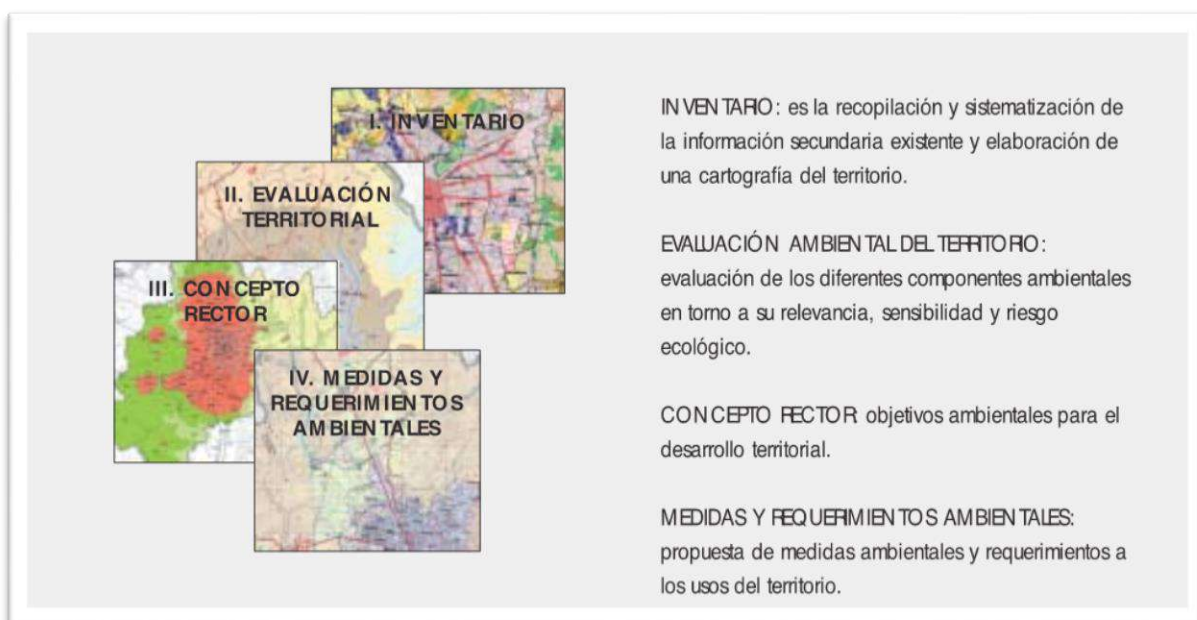 I. INVENTARIO
II. EVALUACIÓN
TERRITORIAL
III. CONCEPTO
RECTOR
IV. MEDIDAS Y
REQUERIMIENTOS
AMBIENTALES
INVENTARIO: es la recopilación y sistematización de
la información secundaria existente y elaboración de
una cartografía del territorio.
EVALUACIÓN AMBIENTAL DEL TERRITORIO:
evaluación de los diferentes componentes ambientales
en torno a su relevancia, sensibilidad y riesgo
ecológico.
CONCEPTO RECTOR: objetivos ambientales para el
desarrollo territorial.
MEDIDAS Y REQUERIMIENTOS AMBIENTALES:
propuesta de medidas ambientales y requerimientos a
los usos del territorio.